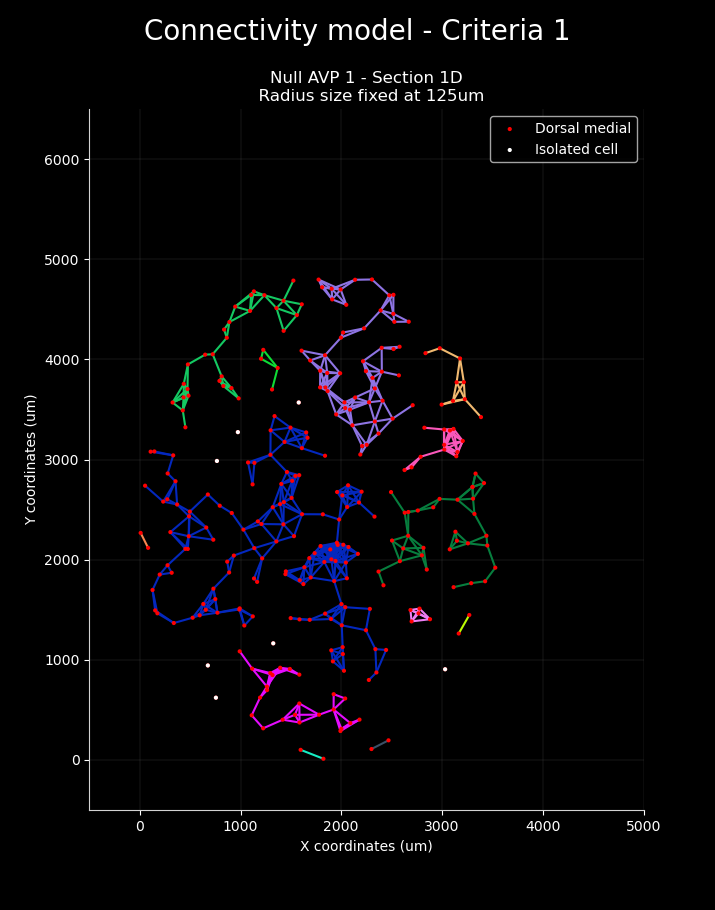 Connectivity model - Criteria 1
Null AVP 1 - Section 1D
Radius size fixed at 125um
Dorsal medial
Isolated cell
6000
5000
4000
3000
2000
1000
0
Y coordinates (um)
0 1000 2000 3000 4000 5000
X coordinates (um)